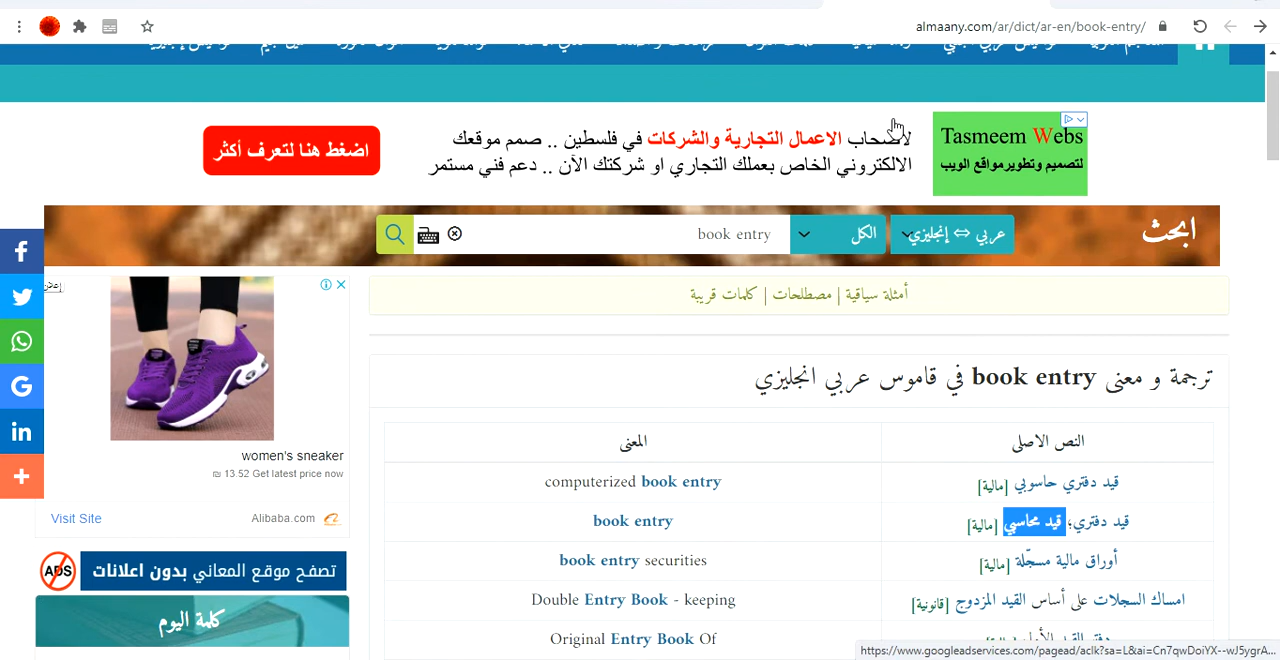 almaany.com/ar/dict/ar-en/book-entry/
لأصحاب الاعمال التجارية والشركات في فلسطين .. صمم موقعك
الالكتروني الخاص بعملك التجاري او شركتك الآن .. دعم فني مستمر
اضغط هنا لتعرف أكثر
Tasmeem Webs
لتصميم وتطويرمواقع الويب
ابحث
عربي ⇔ إنجليزي
الكل
book entry
أمثلة سياقية | مصطلحات | كلمات قريبة
إعلان
women's sneaker
₪ 13.52 Get latest price now
Visit Site
Alibaba.com
ADS
تصفح موقع المعاني بدون اعلانات
كلمة اليوم
ترجمة و معنى book entry في قاموس عربي انجليزي
النص الاصلي
المعنى
قيد دفتري حاسوبي [مالية]
computerized book entry
قيد دفتري؛ قيد محاسبي [مالية]
book entry
أوراق مالية مسجّلة [مالية]
book entry securities
امساك السجلات على أساس القيد المزدوج [قانونية]
Double Entry Book - keeping
Original Entry Book Of
https://www.googleadservices.com/pagead/aclk?sa=L&ai=Cn7qwDoiYX--wJ5ygrA...